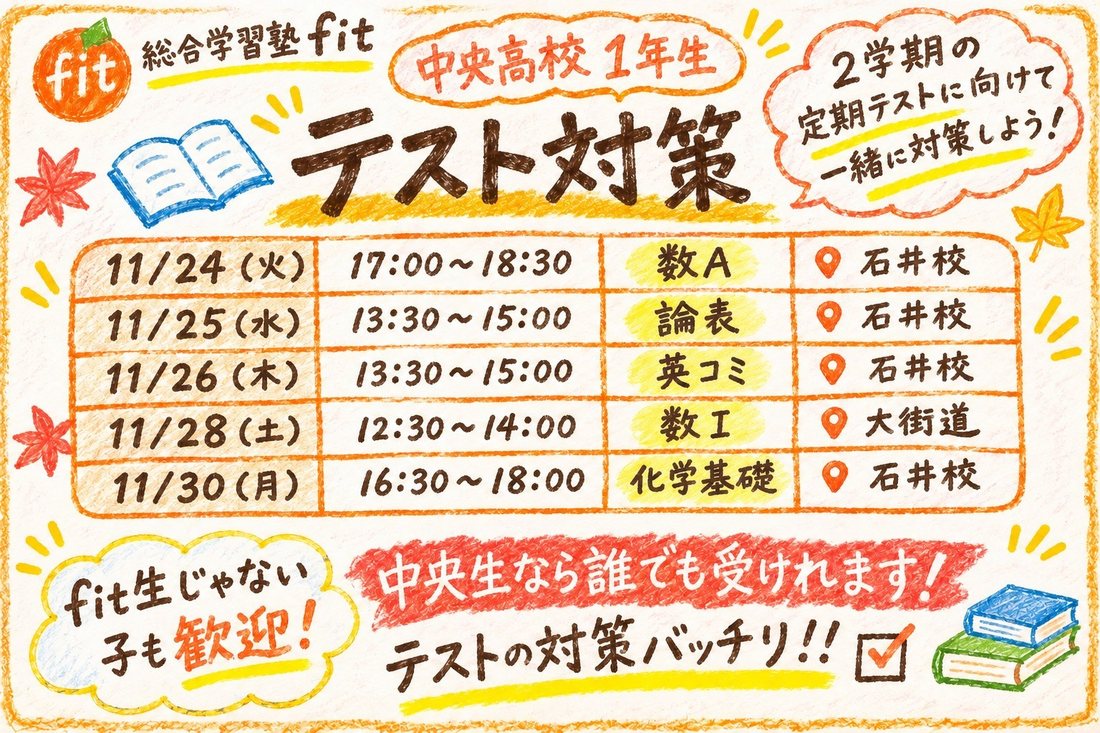 fit
総合学習塾fit
中央高校 1年生
テスト対策
2学期の
定期テストに向けて
一緒に対策しよう!
11/24(火) 17:00~18:30 数A 石井校
11/25(水) 13:30~15:00 論表 石井校
11/26(木) 13:30~15:00 英コミ 石井校
11/28(土) 12:30~14:00 数I 大街道
11/30(月) 16:30~18:00 化学基礎 石井校
fit生じゃない
子も歓迎!
中央生なら誰でも受けれます!
テストの対策バッチリ!!